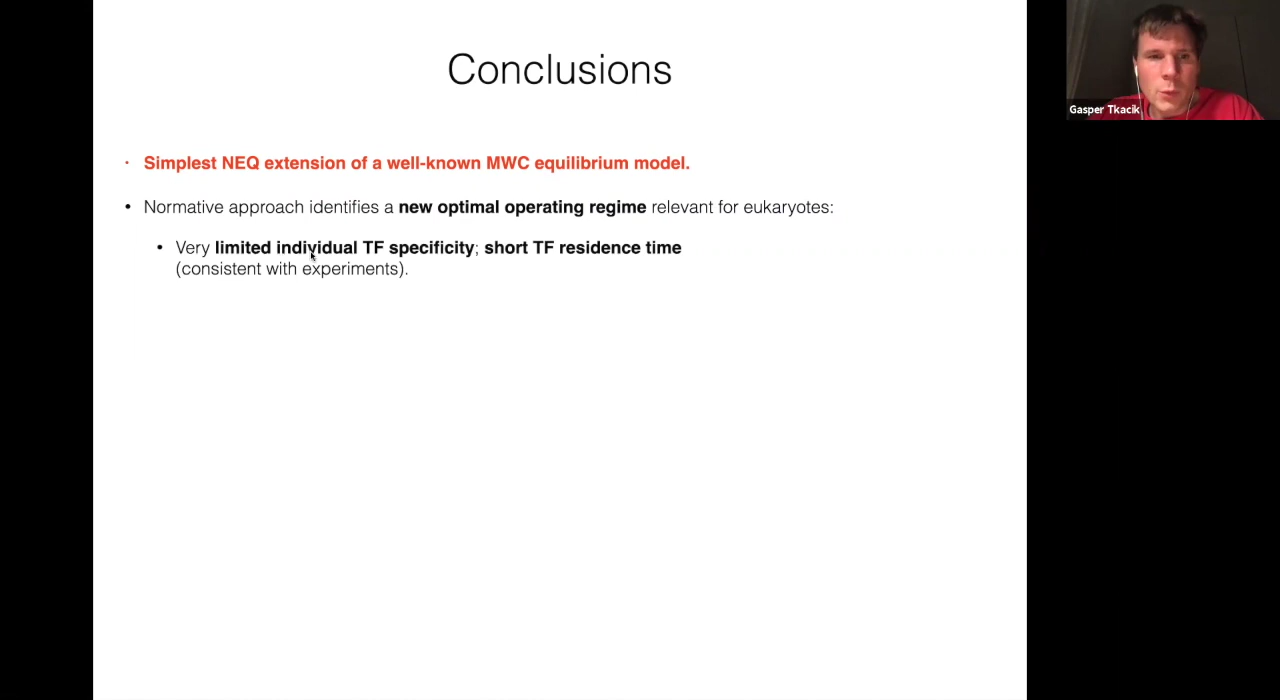 Conclusions
Gasper Tkacik
• Simplest NEQ extension of a well-known MWC equilibrium model.
• Normative approach identifies a new optimal operating regime relevant for eukaryotes:
• Very limited individual TF specificity; short TF residence time
(consistent with experiments).